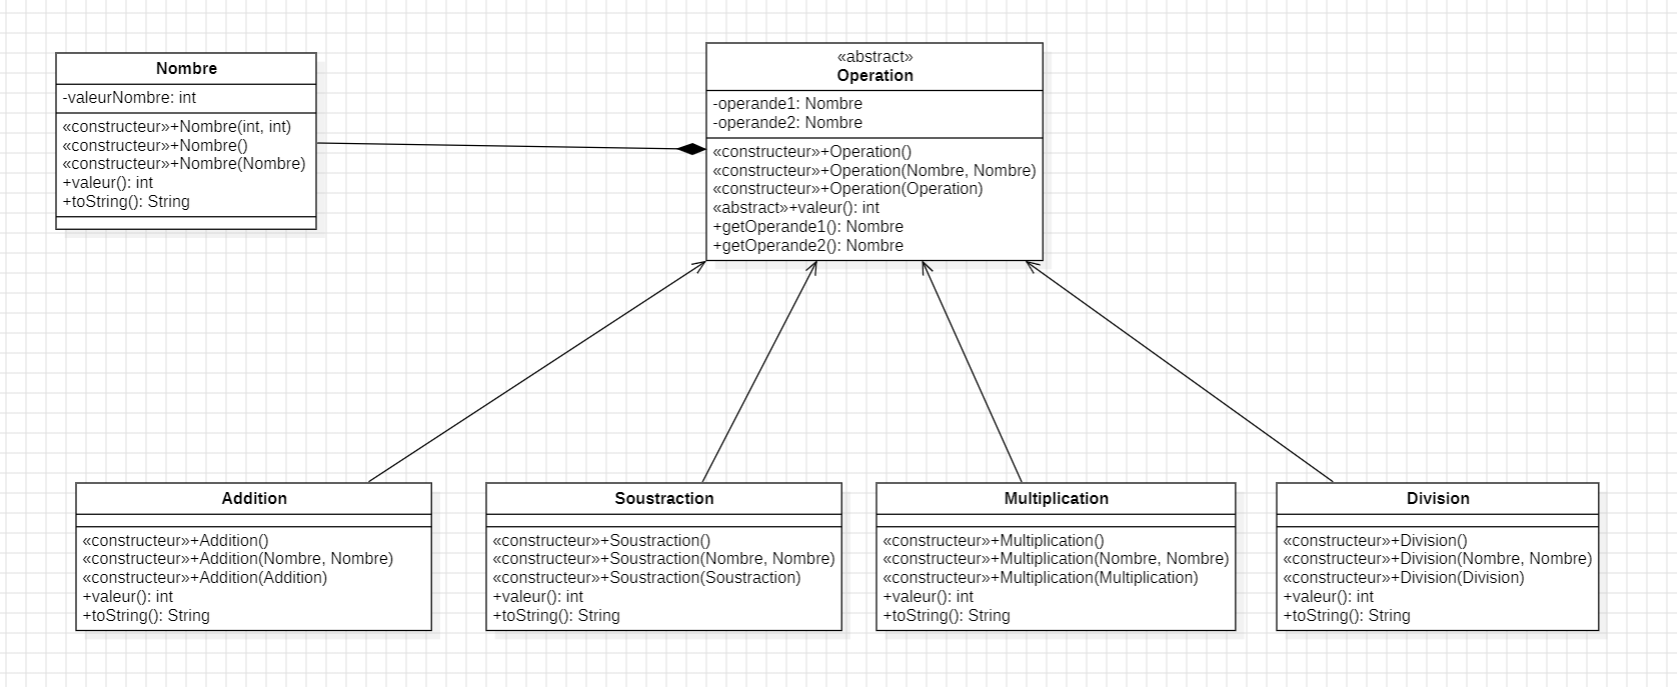 Nombre
-valeurNombre: int
«constructeur»+Nombre(int, int)
«constructeur»+Nombre()
«constructeur»+Nombre(Nombre)
+valeur(): int
+toString(): String
«abstract»
Operation
-operande1: Nombre
-operande2: Nombre
«constructeur»+Operation()
«constructeur»+Operation(Nombre, Nombre)
«constructeur»+Operation(Operation)
«abstract»+valeur(): int
+getOperande1(): Nombre
+getOperande2(): Nombre
Addition
«constructeur»+Addition()
«constructeur»+Addition(Nombre, Nombre)
«constructeur»+Addition(Addition)
+valeur(): int
+toString(): String
Soustraction
«constructeur»+Soustraction()
«constructeur»+Soustraction(Nombre, Nombre)
«constructeur»+Soustraction(Soustraction)
+valeur(): int
+toString(): String
Multiplication
«constructeur»+Multiplication()
«constructeur»+Multiplication(Nombre, Nombre)
«constructeur»+Multiplication(Multiplication)
+valeur(): int
+toString(): String
Division
«constructeur»+Division()
«constructeur»+Division(Nombre, Nombre)
«constructeur»+Division(Division)
+valeur(): int
+toString(): String